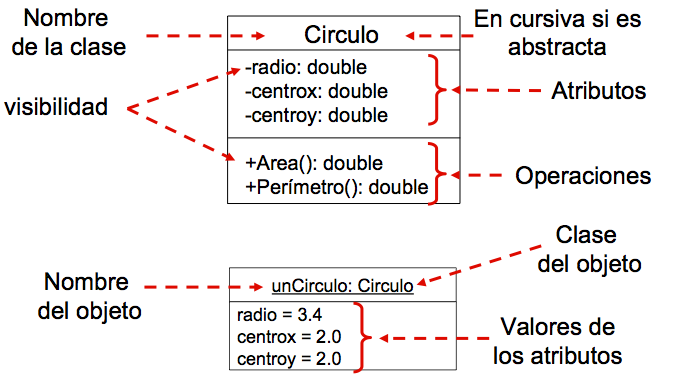 Nombre
de la clase
Circulo
En cursiva si es
abstracta
visibilidad
-radio: double
-centrox: double
-centroy: double
Atributos
+Area(): double
+Perímetro(): double
Operaciones
Nombre
del objeto
unCirculo: Circulo
Clase
del objeto
radio = 3.4
centrox = 2.0
centroy = 2.0
Valores de
los atributos